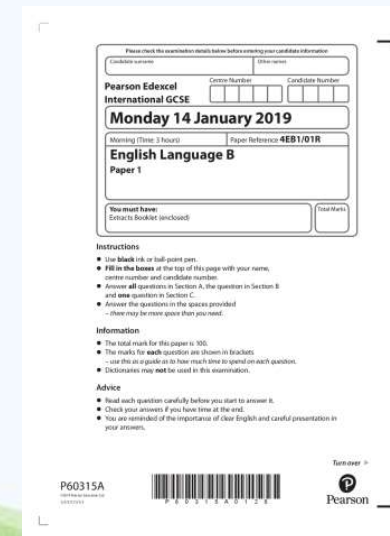 Please check the examination details below before entering your candidate information
Candidate surname
Other names
Pearson Edexcel
International GCSE
Centre Number
Candidate Number
Monday 14 January 2019
Morning (Time: 3 hours)
Paper Reference 4EB1/01R
English Language B
Paper 1
You must have:
Extracts Booklet (enclosed)
Total Marks
Instructions
• Use black ink or ball-point pen.
• Fill in the boxes at the top of this page with your name,
centre number and candidate number.
• Answer all questions in Section A, the question in Section B
and one question in Section C.
• Answer the questions in the spaces provided
– there may be more space than you need.
Information
• The total mark for this paper is 100.
• The marks for each question are shown in brackets
– use this as a guide as to how much time to spend on each question.
• Dictionaries may not be used in this examination.
Advice
• Read each question carefully before you start to answer it.
• Check your answers if you have time at the end.
• You are reminded of the importance of clear English and careful presentation in
your answers.
Turn over
P60315A
P60315A0128
Pearson